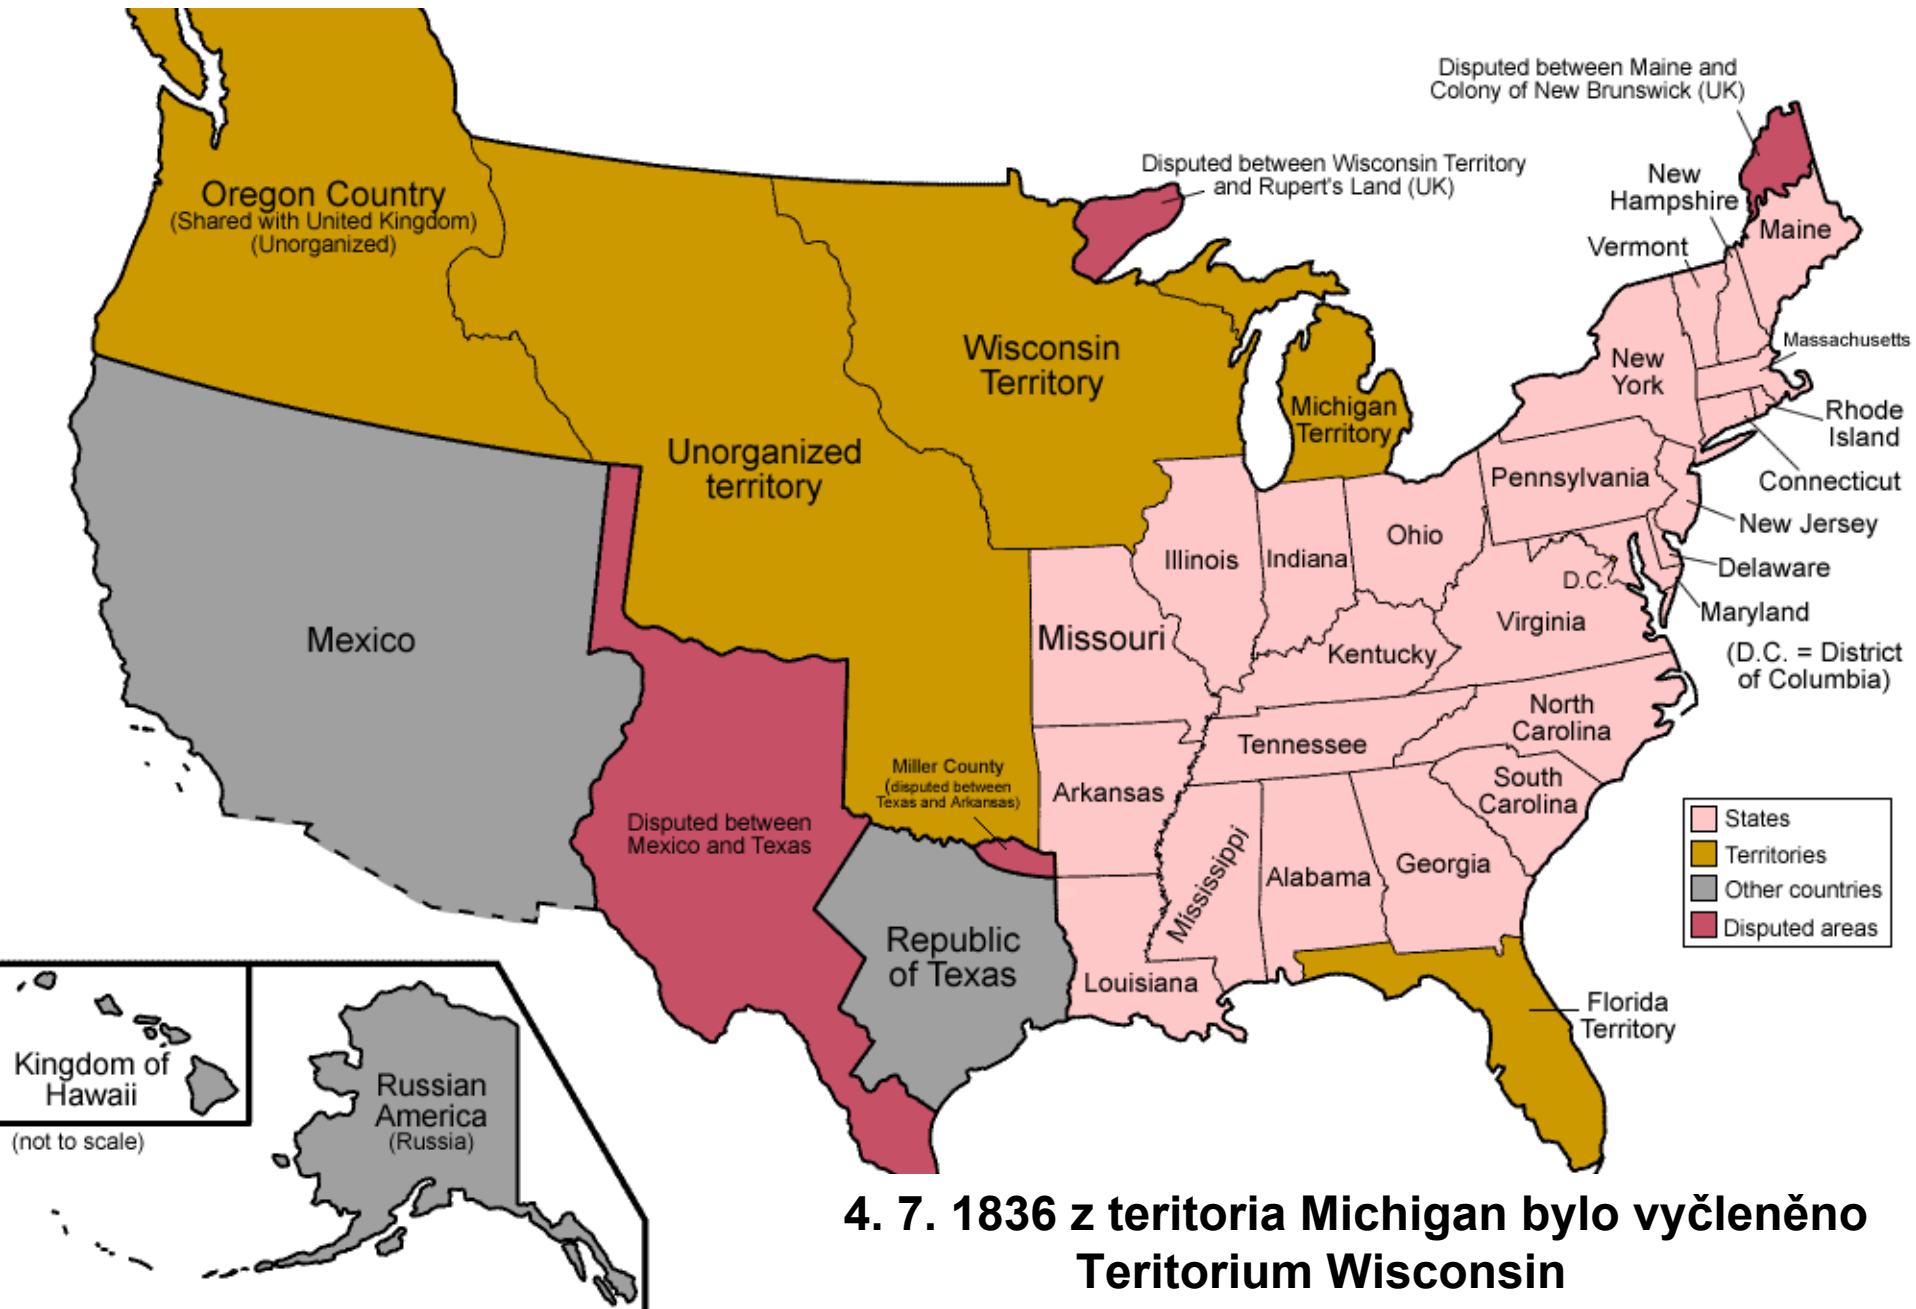 Disputed between Maine and
Colony of New Brunswick (UK)
Disputed between Wisconsin Territory
and Rupert's Land (UK)
New
Hampshire
Vermont
Maine
Oregon Country
(Shared with United Kingdom)
(Unorganized)
Wisconsin
Territory
Michigan
Territory
New
York
Massachusetts
Rhode
Island
Connecticut
Unorganized
territory
Pennsylvania
New Jersey
Ohio
Illinois
Indiana
D.C.
Delaware
Maryland
(D.C. = District
of Columbia)
Mexico
Missouri
Kentucky
Virginia
North
Carolina
Tennessee
South
Carolina
Miller County
(disputed between
Texas and Arkansas)
Arkansas
Disputed between
Mexico and Texas
Mississippi
Alabama
Georgia
States
Territories
Other countries
Disputed areas
Republic
of Texas
Louisiana
Florida
Territory
Kingdom of
Hawaii
(not to scale)
Russian
America
(Russia)
4. 7. 1836 z teritoria Michigan bylo vyčleněno
Teritorium Wisconsin